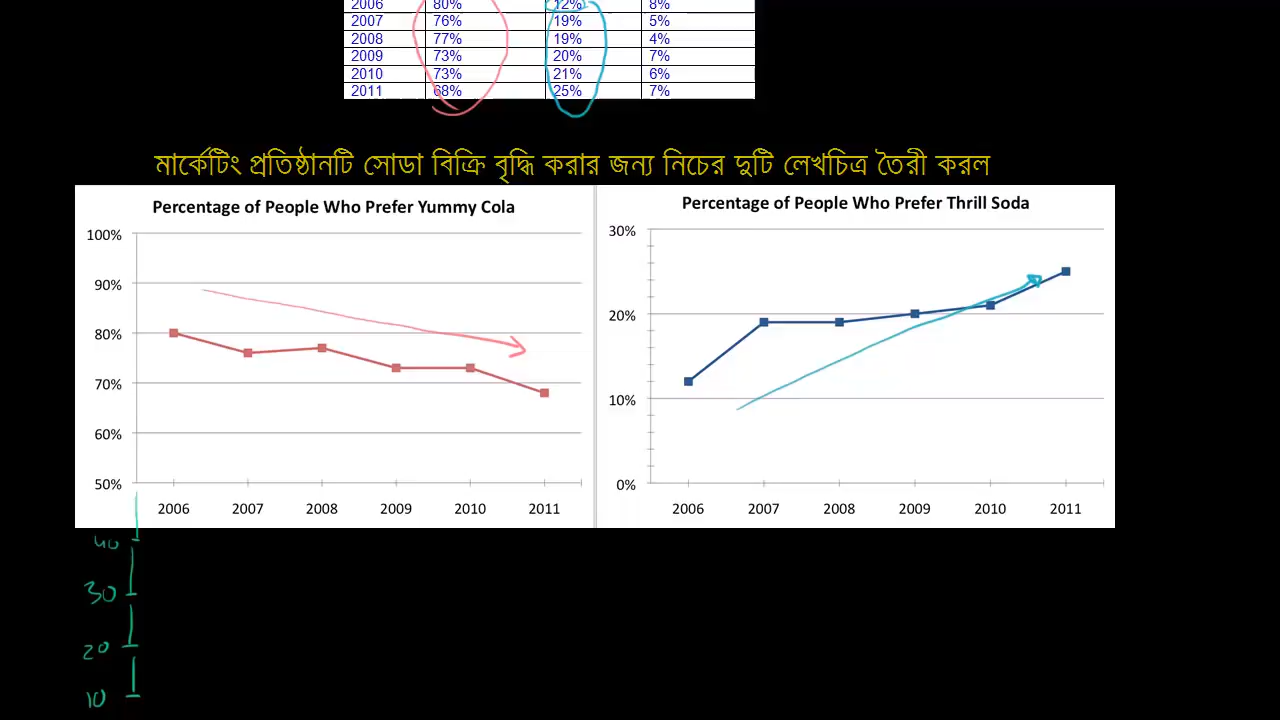 2006 80% 12% 8%
2007 76% 19% 5%
2008 77% 19% 4%
2009 73% 20% 7%
2010 73% 21% 6%
2011 68% 25% 7%
মার্কেটিং প্রতিষ্ঠানটি সোডা বিক্রি বৃদ্ধি করার জন্য নিচের দুটি লেখচিত্র তৈরী করল
Percentage of People Who Prefer Yummy Cola
100%
90%
80%
70%
60%
50%
2006 2007 2008 2009 2010 2011
Percentage of People Who Prefer Thrill Soda
30%
20%
10%
0%
2006 2007 2008 2009 2010 2011
40
30
20
10